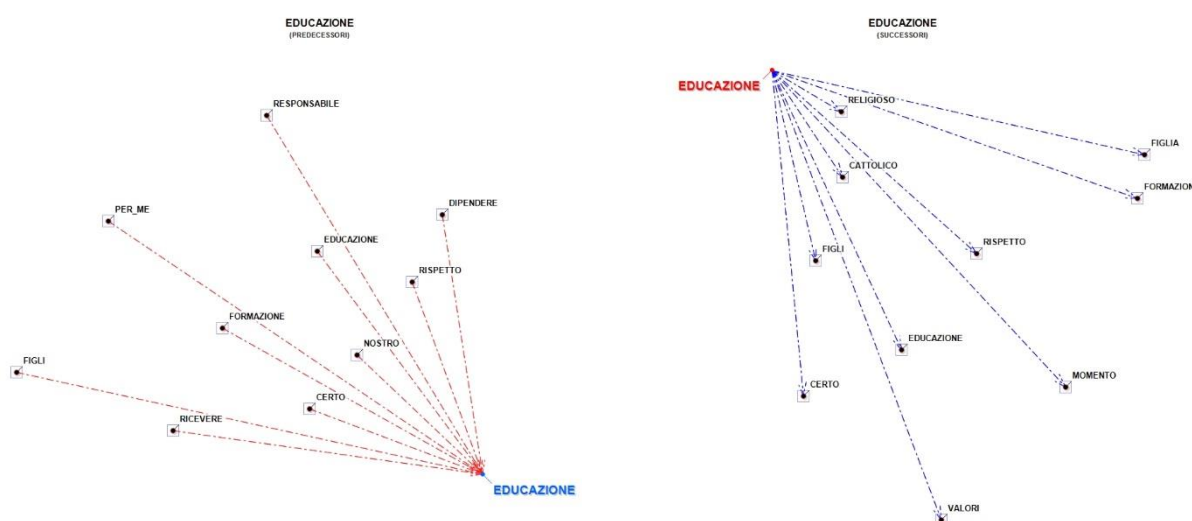 EDUCAZIONE
(PREDECESSORI)
RESPONSABILE
PER_ME
DIPENDERE
EDUCAZIONE
RISPETTO
FORMAZIONE
NOSTRO
FIGLI
CERTO
RICEVERE
EDUCAZIONE
EDUCAZIONE
(SUCCESSORI)
EDUCAZIONE
RELIGIOSO
FIGLIA
CATTOLICO
FORMAZIONE
RISPETTO
FIGLI
EDUCAZIONE
CERTO
MOMENTO
VALORI